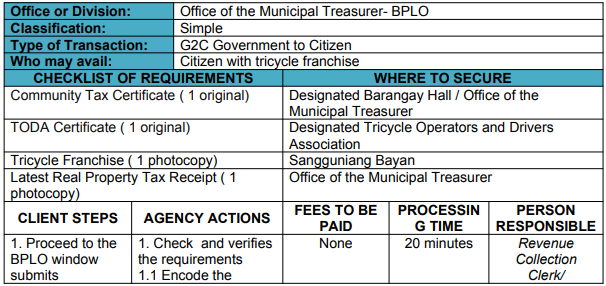 Office or Division: Office of the Municipal Treasurer- BPLO
Classification: Simple
Type of Transaction: G2C Government to Citizen
Who may avail: Citizen with tricycle franchise
CHECKLIST OF REQUIREMENTS WHERE TO SECURE
Community Tax Certificate ( 1 original) Designated Barangay Hall / Office of the
Municipal Treasurer
TODA Certificate ( 1 original) Designated Tricycle Operators and Drivers
Association
Tricycle Franchise ( 1 photocopy) Sangguniang Bayan
Latest Real Property Tax Receipt ( 1
photocopy)
Office of the Municipal Treasurer
CLIENT STEPS
AGENCY ACTIONS
FEES TO BE
PAID
PROCESSIN
G TIME
PERSON
RESPONSIBLE
1. Proceed to the
BPLO window
submits
1. Check and verifies
the requirements
1.1 Encode the
None
20 minutes
Revenue
Collection
Clerk/